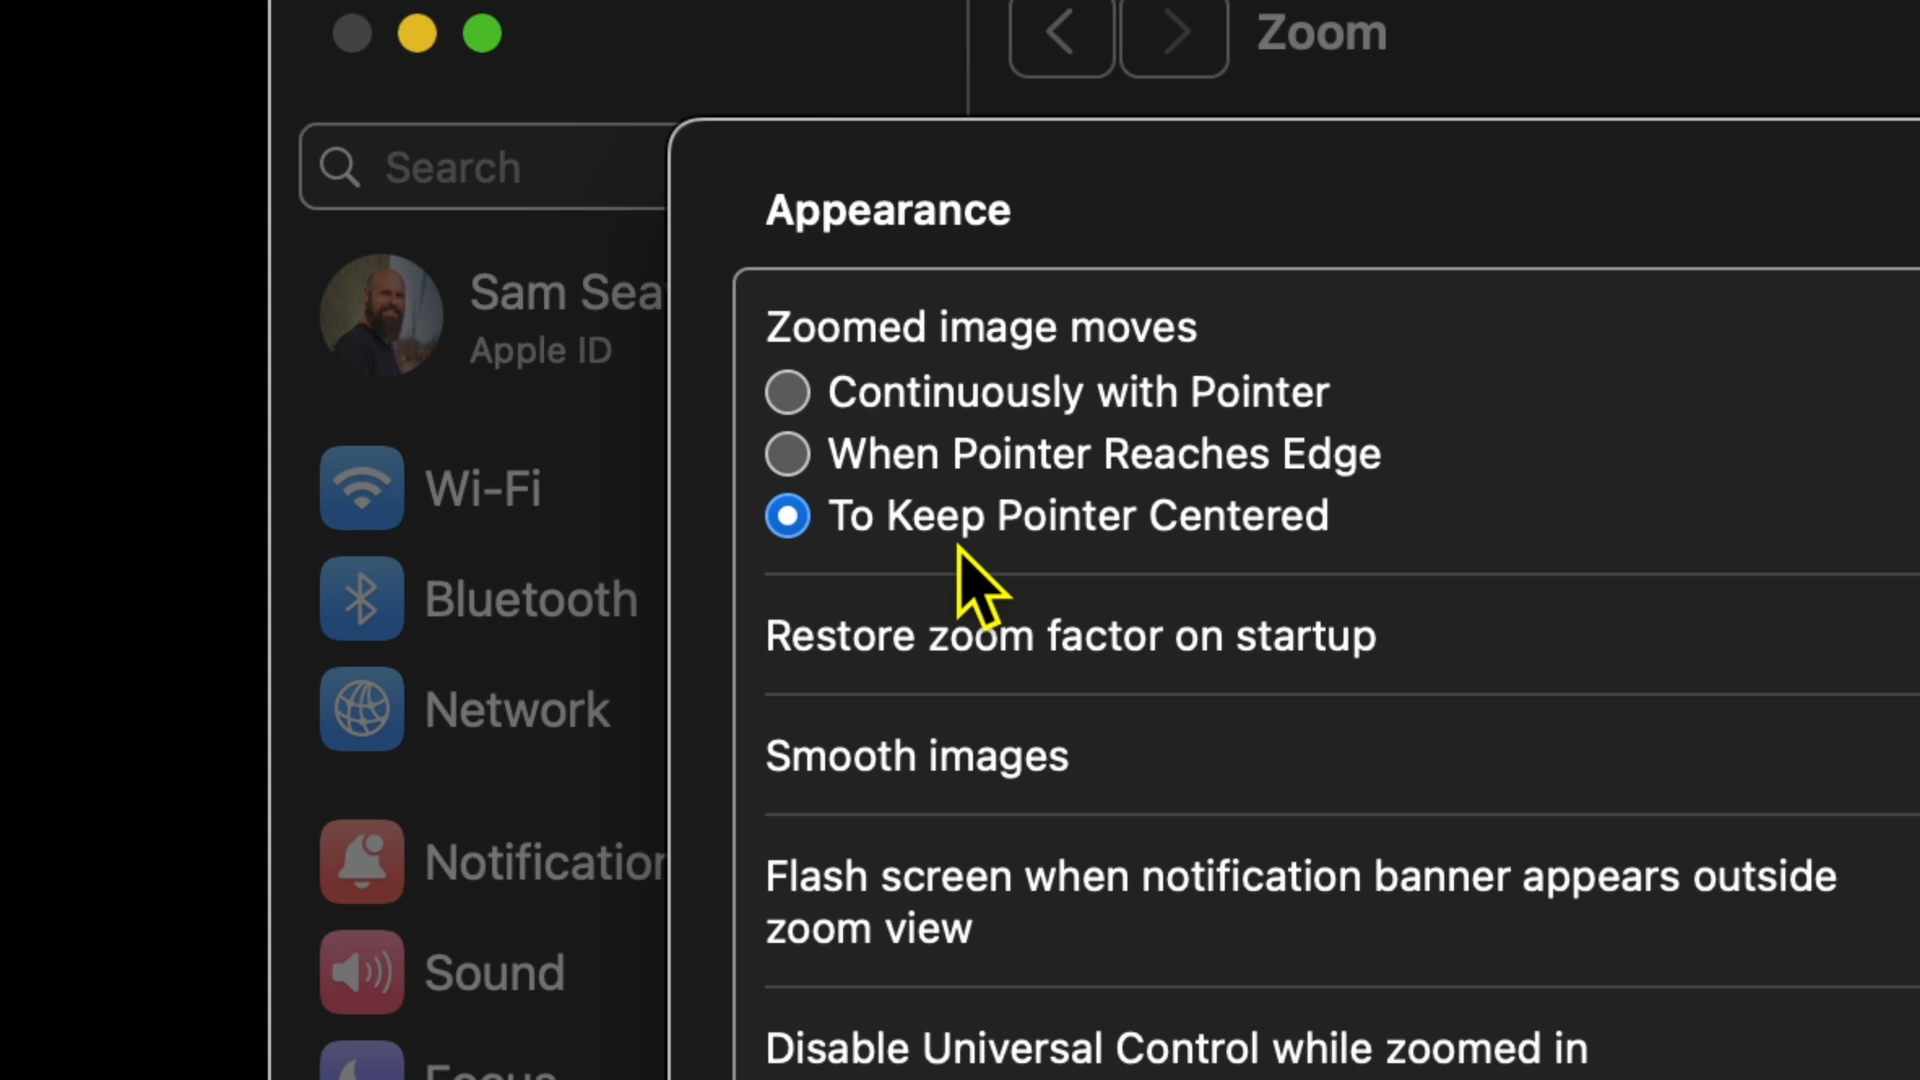 Zoom
Search
Sam Sea
Apple ID
Wi-Fi
Bluetooth
Network
Notification
Sound
Focus
Appearance
Zoomed image moves
Continuously with Pointer
When Pointer Reaches Edge
To Keep Pointer Centered
Restore zoom factor on startup
Smooth images
Flash screen when notification banner appears outside
zoom view
Disable Universal Control while zoomed in